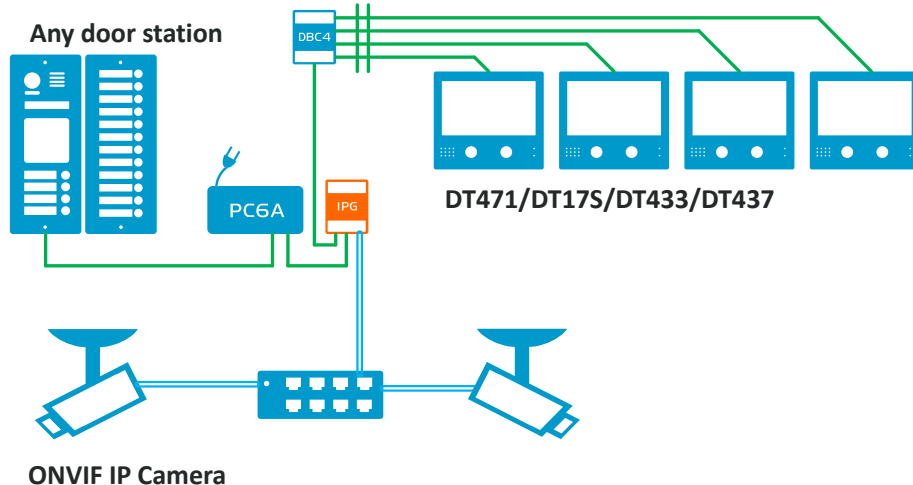 Any door station
DBC4
PC6A
IPG
DT471/DT17S/DT433/DT437
ONVIF IP Camera